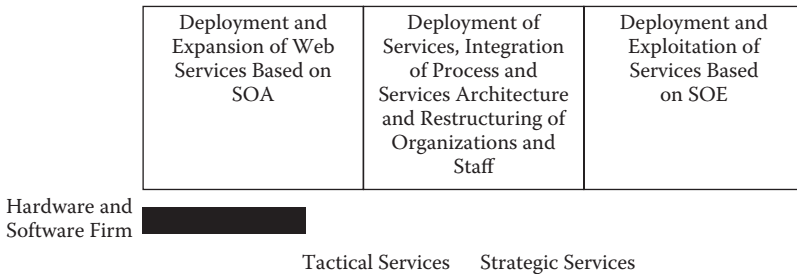 Deployment and
Expansion of Web
Services Based on
SOA
Deployment of
Services, Integration
of Process and
Services Architecture
and Restructuring of
Organizations and
Staff
Deployment and
Exploitation of
Services Based
on SOE
Hardware and
Software Firm
Tactical Services Strategic Services